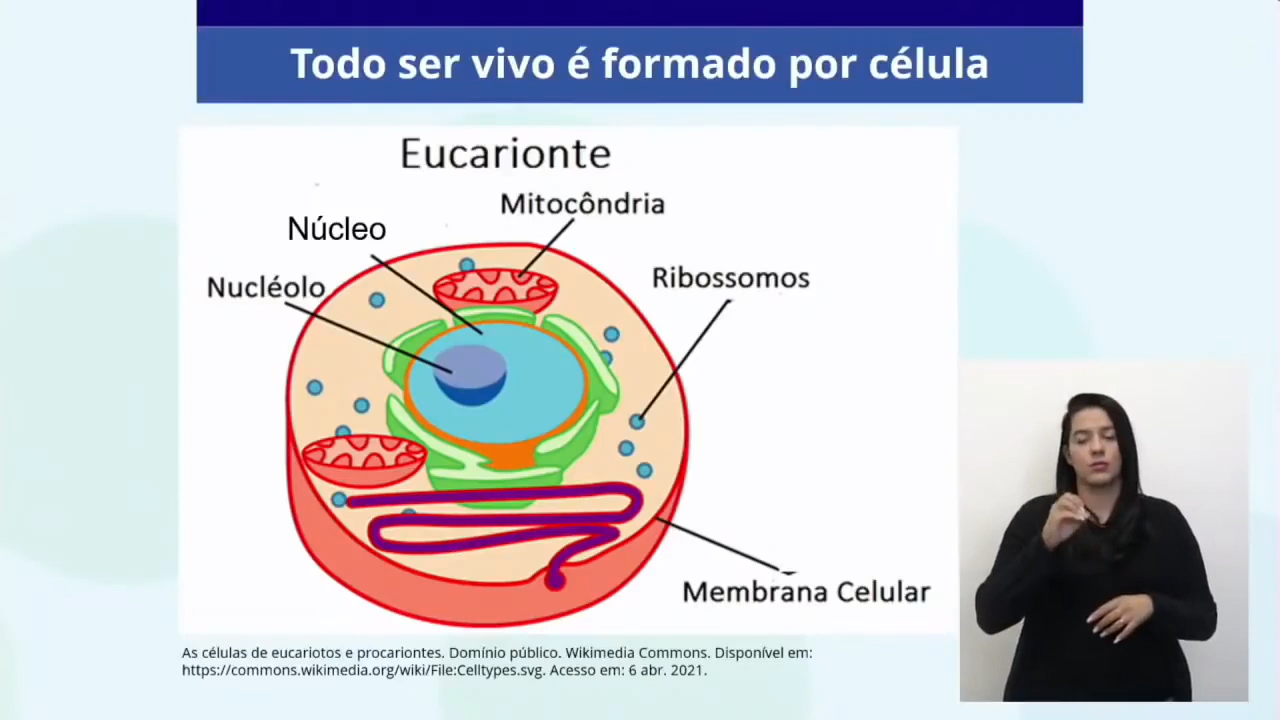 Todo ser vivo é formado por célula
Eucarionte
Mitocôndria
Núcleo
Ribossomos
Nucléolo
Membrana Celular
As células de eucariotos e procariontes. Domínio público. Wikimedia Commons. Disponível em:
https://commons.wikimedia.org/wiki/File:Celltypes.svg. Acesso em: 6 abr. 2021.